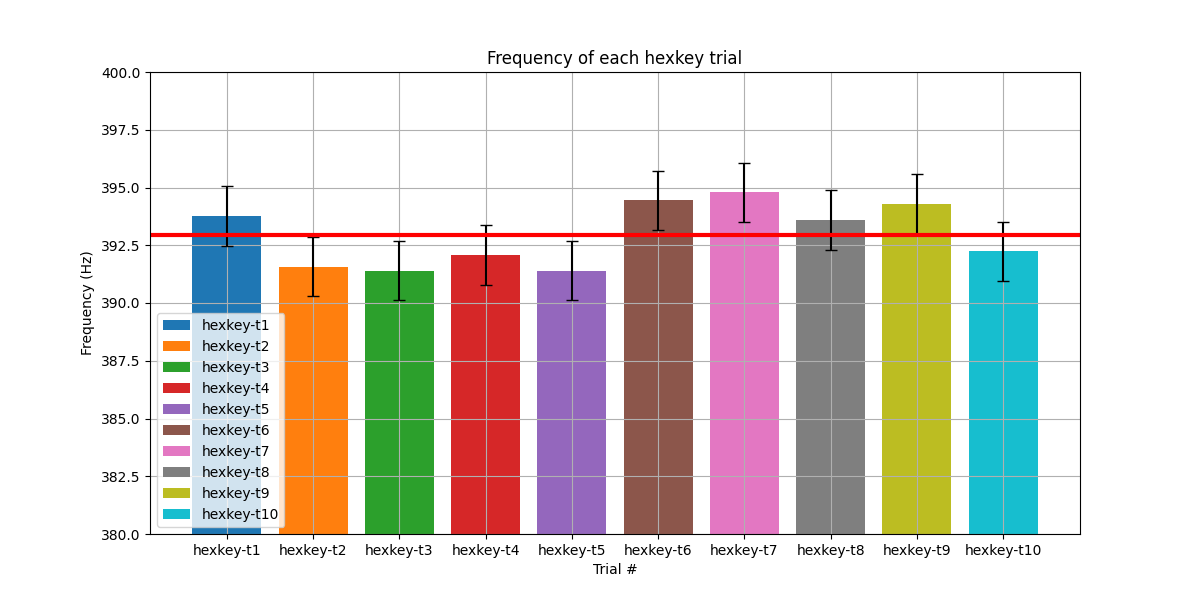 Frequency of each hexkey trial
400.0
397.5
395.0
392.5
390.0
387.5
385.0
382.5
380.0
Frequency (Hz)
hexkey-t1
hexkey-t2
hexkey-t3
hexkey-t4
hexkey-t5
hexkey-t6
hexkey-t7
hexkey-t8
hexkey-t9
hexkey-t10
hexkey-t1 hexkey-t2 hexkey-t3 hexkey-t4 hexkey-t5 hexkey-t6 hexkey-t7 hexkey-t8 hexkey-t9 hexkey-t10
Trial #